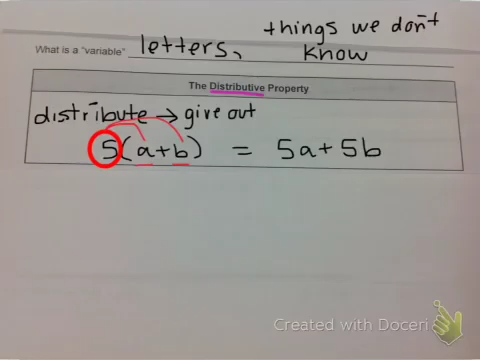 things we don't
What is a "variable" letters, know
The Distributive Property
distribute → give out
5(a+b) = 5a+5b
Created with Doceri